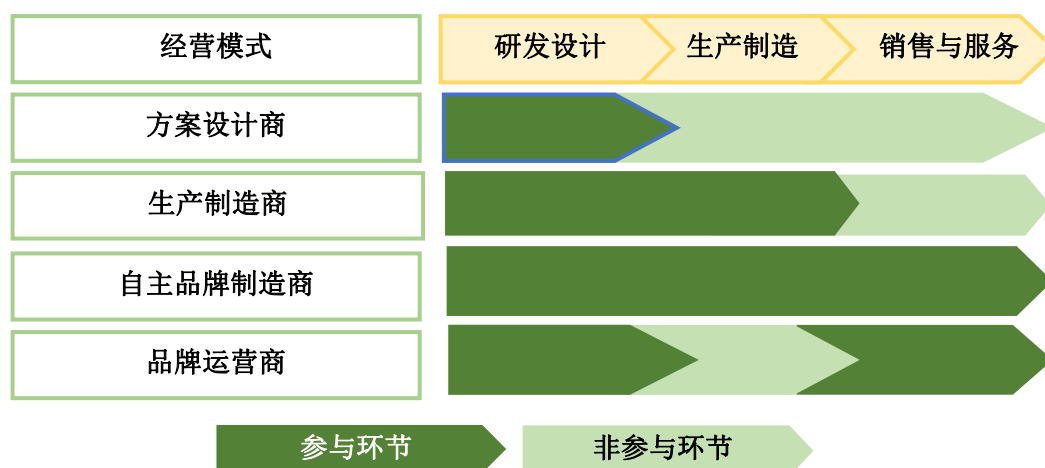 经营模式
研发设计
生产制造
销售与服务
方案设计商
生产制造商
自主品牌制造商
品牌运营商
参与环节
非参与环节